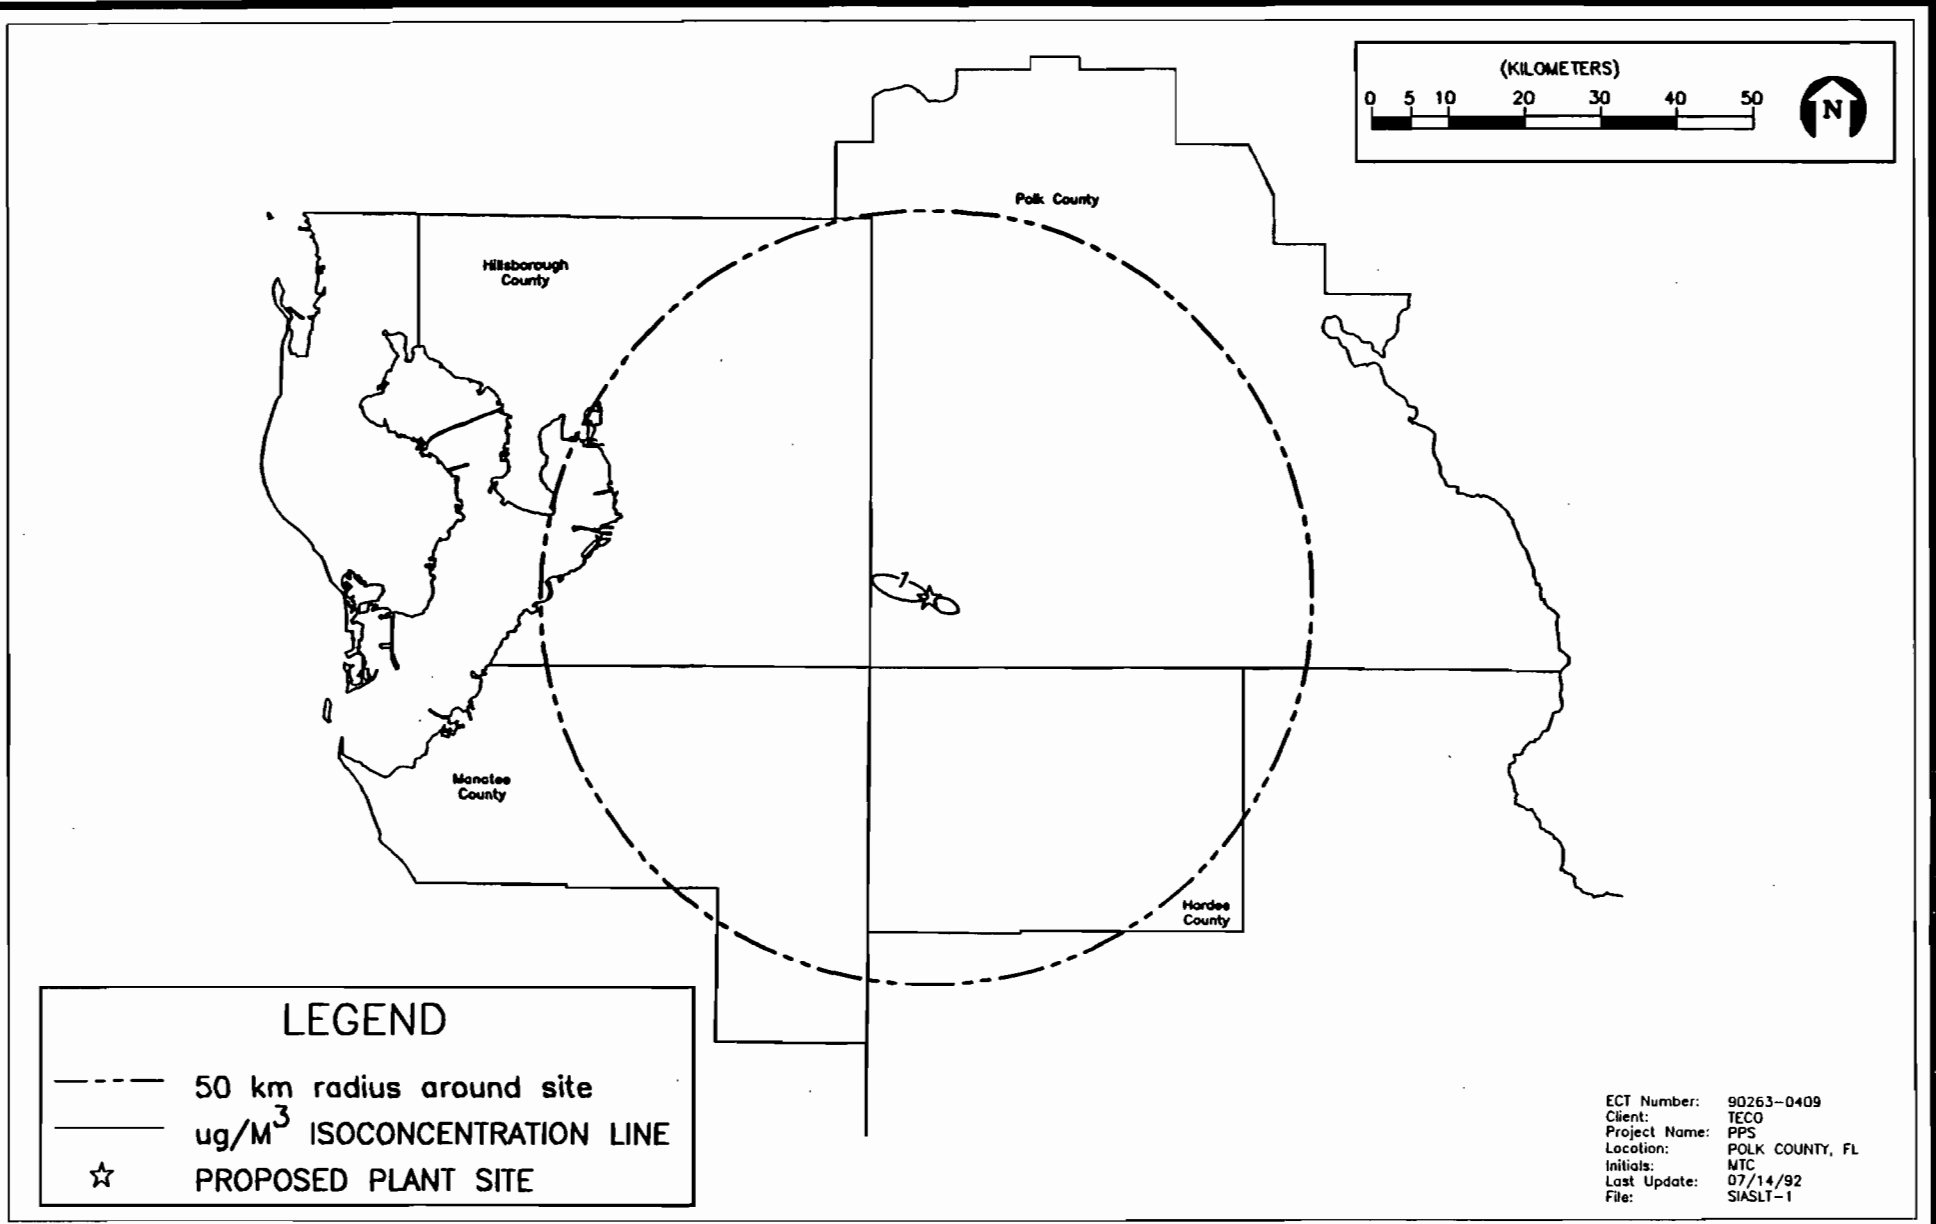 (KILOMETERS)
0 5 10 20 30 40 50
N
Polk County
Hillsborough
County
1
Manatee
County
Hardee
County
LEGEND
50 km radius around site
ug/M³ ISOCONCENTRATION LINE
PROPOSED PLANT SITE
ECT Number: 90263-0409
Client: TECO
Project Name: PPS
Location: POLK COUNTY, FL
Initials: MTC
Last Update: 07/14/92
File: SIASLT-1